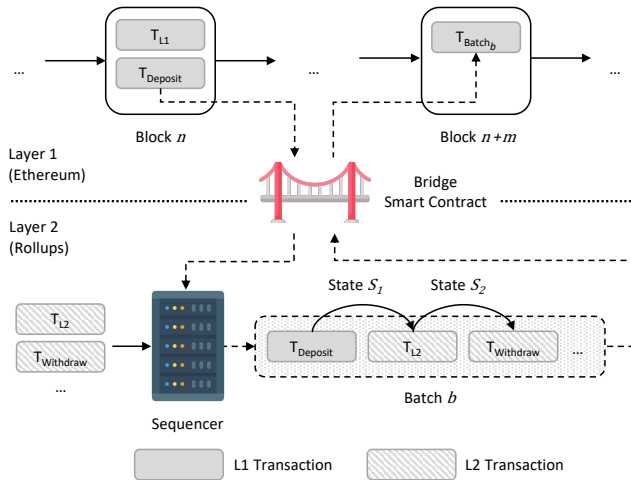 T_L1
T_Deposit
T_Batch_b
...
...
...
Block n
Block n+m
Layer 1
(Ethereum)
Bridge
Smart Contract
Layer 2
(Rollups)
State S_1
State S_2
T_L2
T_Withdraw
...
T_Deposit
T_L2
T_Withdraw
...
Sequencer
Batch b
L1 Transaction
L2 Transaction